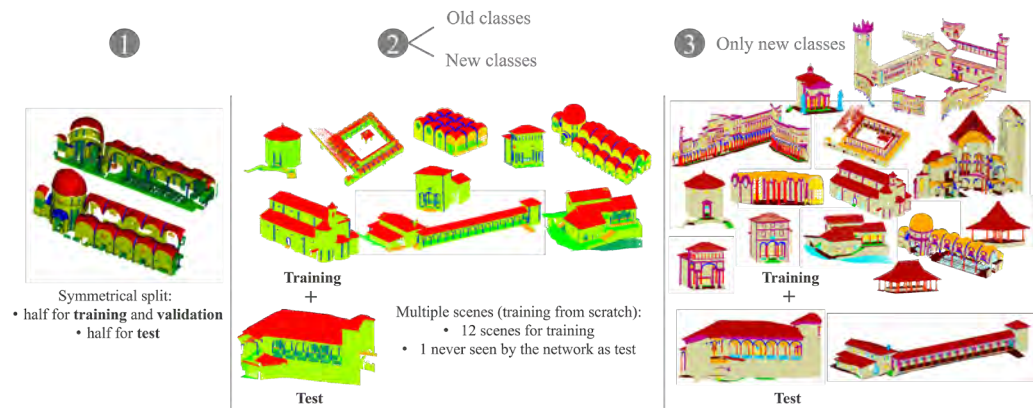 1
Symmetrical split:
• half for training and validation
• half for test
2
Old classes
New classes
Training
+
Test
Multiple scenes (training from scratch):
• 12 scenes for training
• 1 never seen by the network as test
3 Only new classes
Training
+
Test